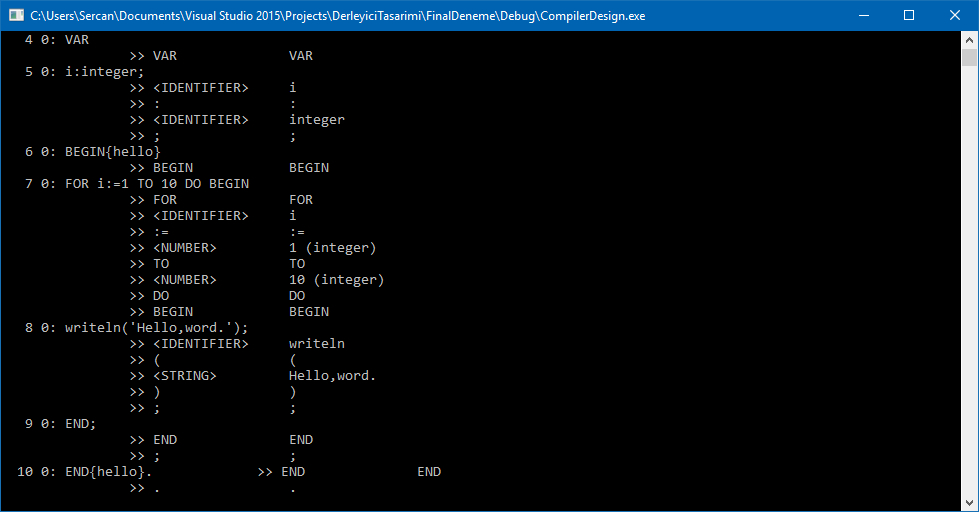 C:\Users\Sercan\Documents\Visual Studio 2015\Projects\DerleyiciTasarimi\FinalDeneme\Debug\CompilerDesign.exe
4 0: VAR
>> VAR VAR
5 0: i:integer;
>> <IDENTIFIER> i
>> : :
>> <IDENTIFIER> integer
>> ; ;
6 0: BEGIN{hello}
>> BEGIN BEGIN
7 0: FOR i:=1 TO 10 DO BEGIN
>> FOR FOR
>> <IDENTIFIER> i
>> := :=
>> <NUMBER> 1 (integer)
>> TO TO
>> <NUMBER> 10 (integer)
>> DO DO
>> BEGIN BEGIN
8 0: writeln('Hello,word.');
>> <IDENTIFIER> writeln
>> ( (
>> <STRING> Hello,word.
>> ) )
>> ; ;
9 0: END;
>> END END
>> ; ;
10 0: END{hello}. >> END END
>> . .